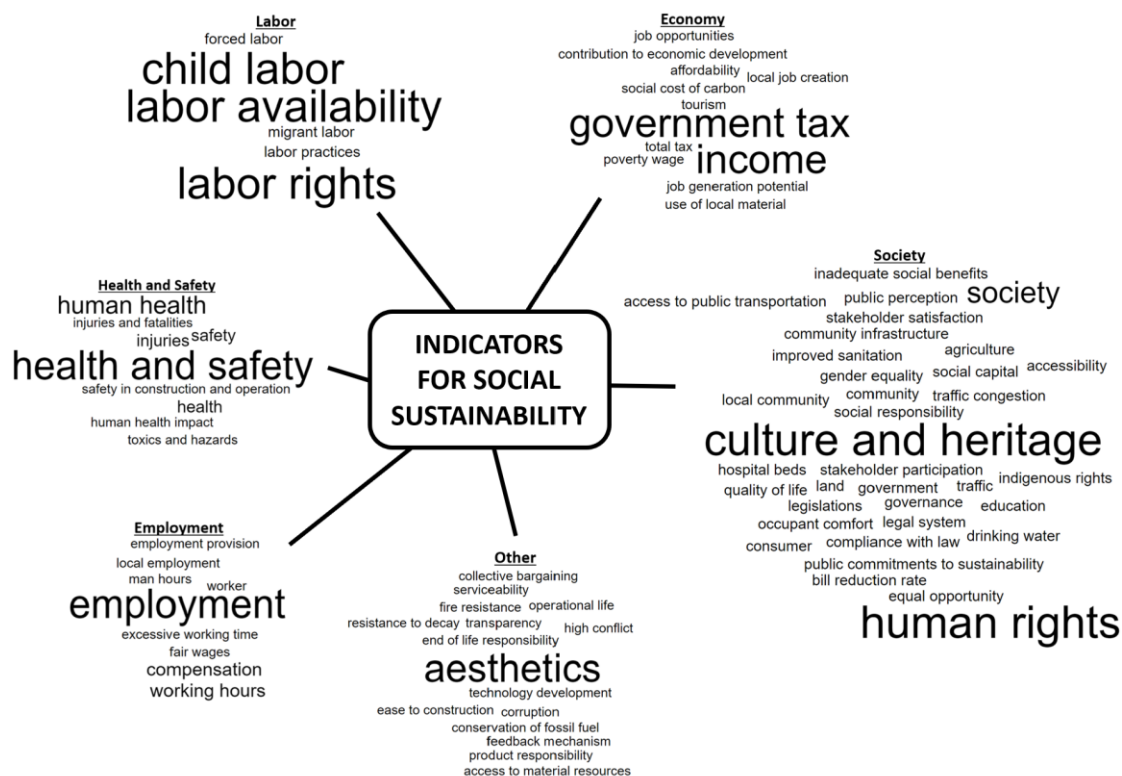 Labor
forced labor
child labor
labor availability
migrant labor
labor practices
labor rights
Economy
job opportunities
contribution to economic development
affordability
local job creation
social cost of carbon
tourism
government tax
total tax
poverty wage
income
job generation potential
use of local material
Health and Safety
human health
injuries and fatalities
injuries
safety
health and safety
safety in construction and operation
health
human health impact
toxics and hazards
INDICATORS
FOR SOCIAL
SUSTAINABILITY
Society
inadequate social benefits
access to public transportation
public perception
society
stakeholder satisfaction
community infrastructure
improved sanitation
agriculture
gender equality
social capital
accessibility
local community
community
traffic congestion
social responsibility
culture and heritage
hospital beds
stakeholder participation
indigenous rights
quality of life
land
government
traffic
legislations
governance
education
occupant comfort
legal system
drinking water
consumer
compliance with law
public commitments to sustainability
bill reduction rate
equal opportunity
human rights
Employment
employment provision
local employment
man hours
worker
employment
excessive working time
fair wages
compensation
working hours
Other
collective bargaining
serviceability
fire resistance
operational life
resistance to decay
transparency
high conflict
end of life responsibility
aesthetics
technology development
ease to construction
corruption
conservation of fossil fuel
feedback mechanism
product responsibility
access to material resources